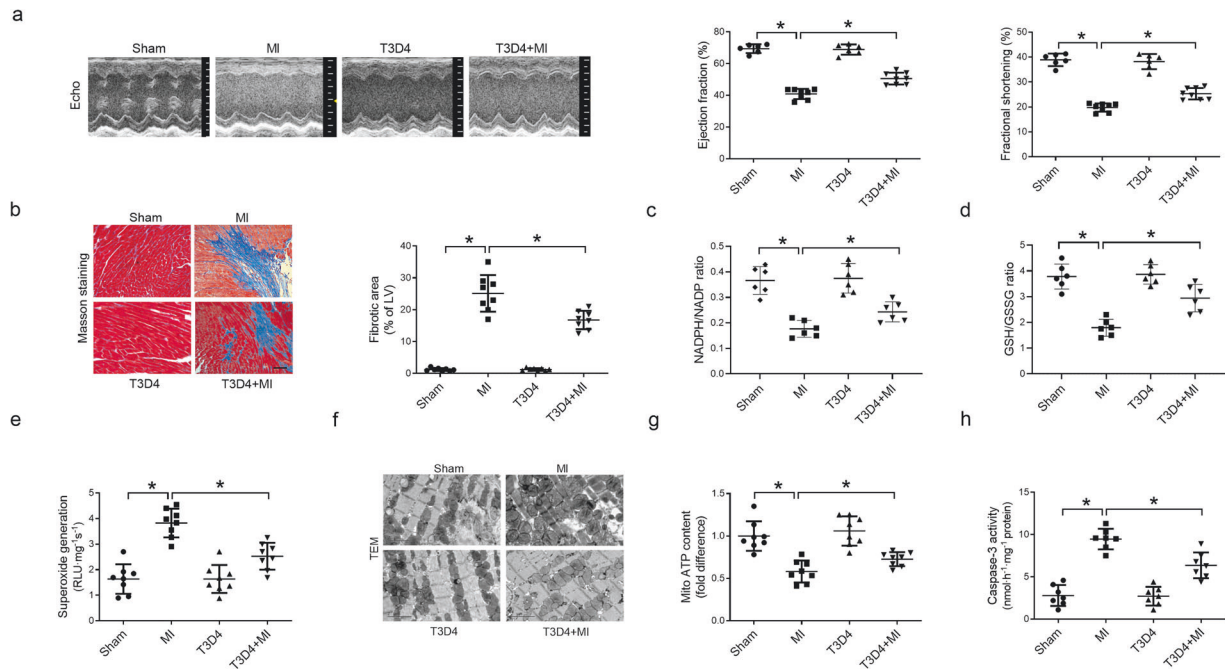 a
Sham
MI
T3D4
T3D4+MI
Echo
Ejection fraction (%)
80
60
40
20
0
*
*
Sham
MI
T3D4
T3D4+MI
Fractional shortening (%)
50
40
30
20
10
0
*
*
Sham
MI
T3D4
T3D4+MI
b
Sham
MI
Masson staining
T3D4
T3D4+MI
Fibrotic area
(% of LV)
40
30
20
10
0
*
*
Sham
MI
T3D4
T3D4+MI
c
NADPH/NADP ratio
0.5
0.4
0.3
0.2
0.1
0.0
*
*
Sham
MI
T3D4
T3D4+MI
d
GSH/GSSG ratio
5
4
3
2
1
0
*
*
Sham
MI
T3D4
T3D4+MI
e
Superoxide generation
(RLU·mg⁻¹s⁻¹)
5
4
3
2
1
0
*
*
Sham
MI
T3D4
T3D4+MI
f
Sham
MI
TEM
T3D4
T3D4+MI
g
Mito ATP content
(fold difference)
1.5
1.0
0.5
0.0
*
*
Sham
MI
T3D4
T3D4+MI
h
Caspase-3 activity
(nmol·h⁻¹·mg⁻¹ protein)
15
10
5
0
*
*
Sham
MI
T3D4
T3D4+MI